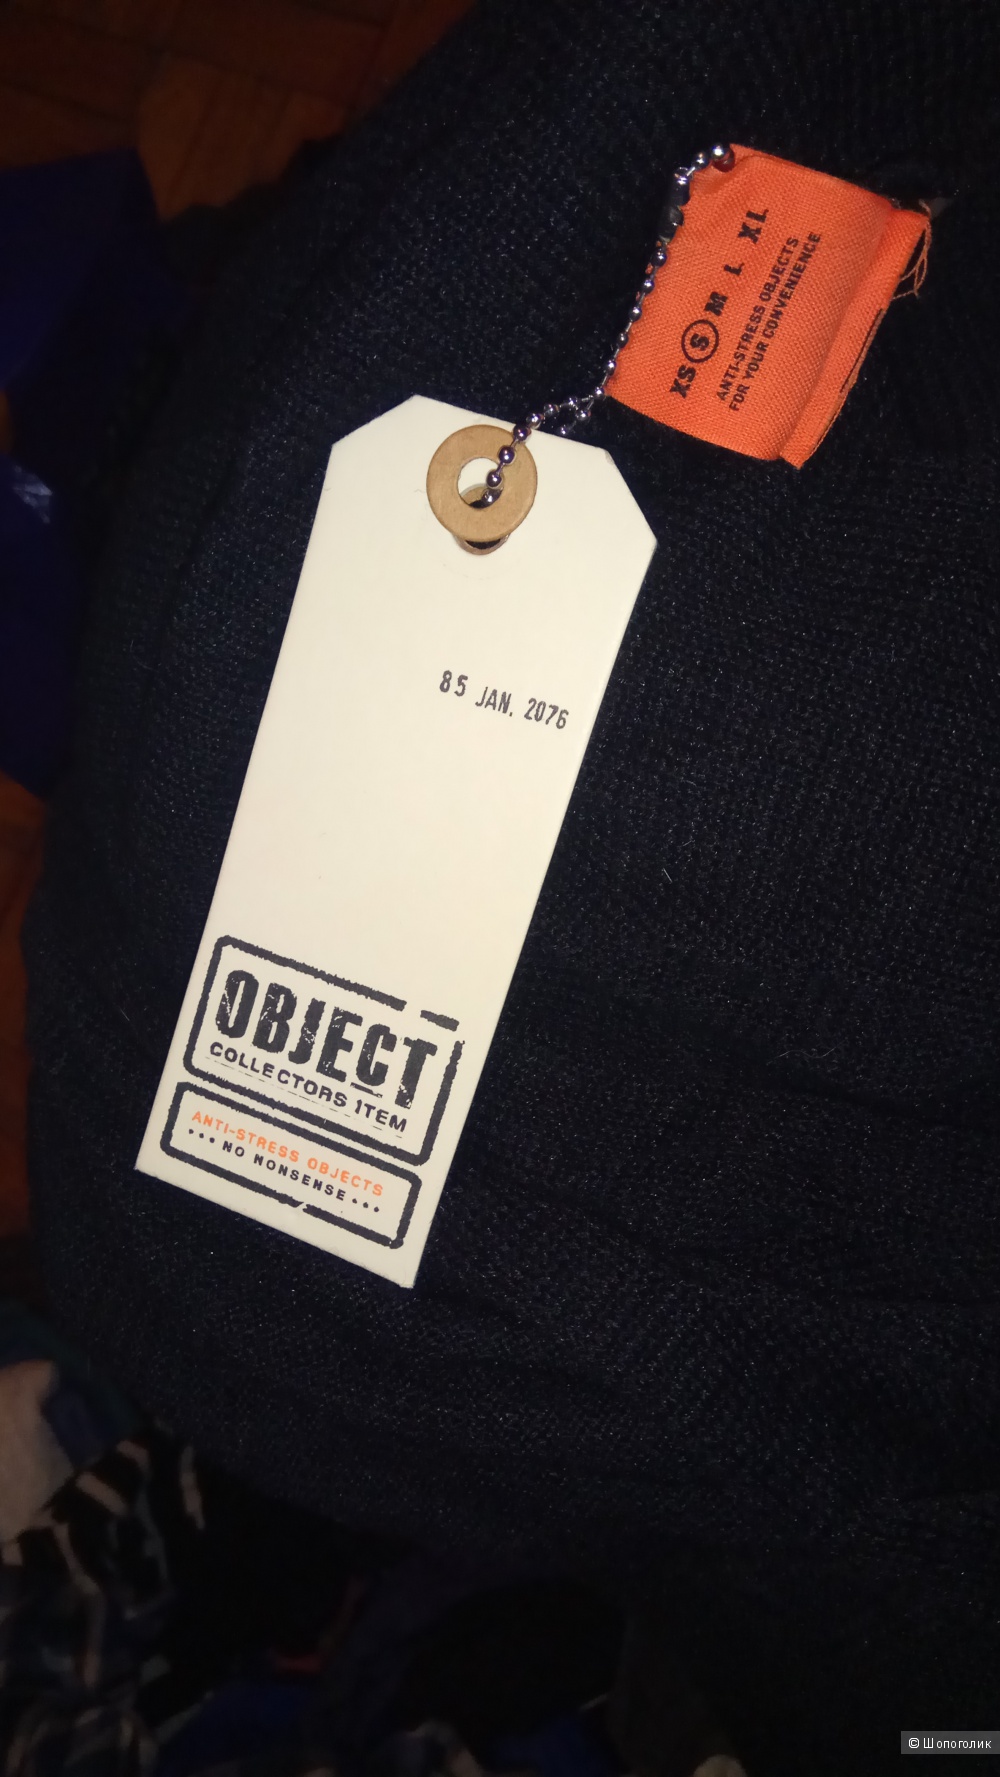 XS S M L XL
ANTI-STRESS OBJECTS
FOR YOUR CONVENIENCE
85 JAN. 2076
OBJECT
COLLECTORS ITEM
ANTI-STRESS OBJECTS
••• NO NONSENSE •••
© Шопоголик